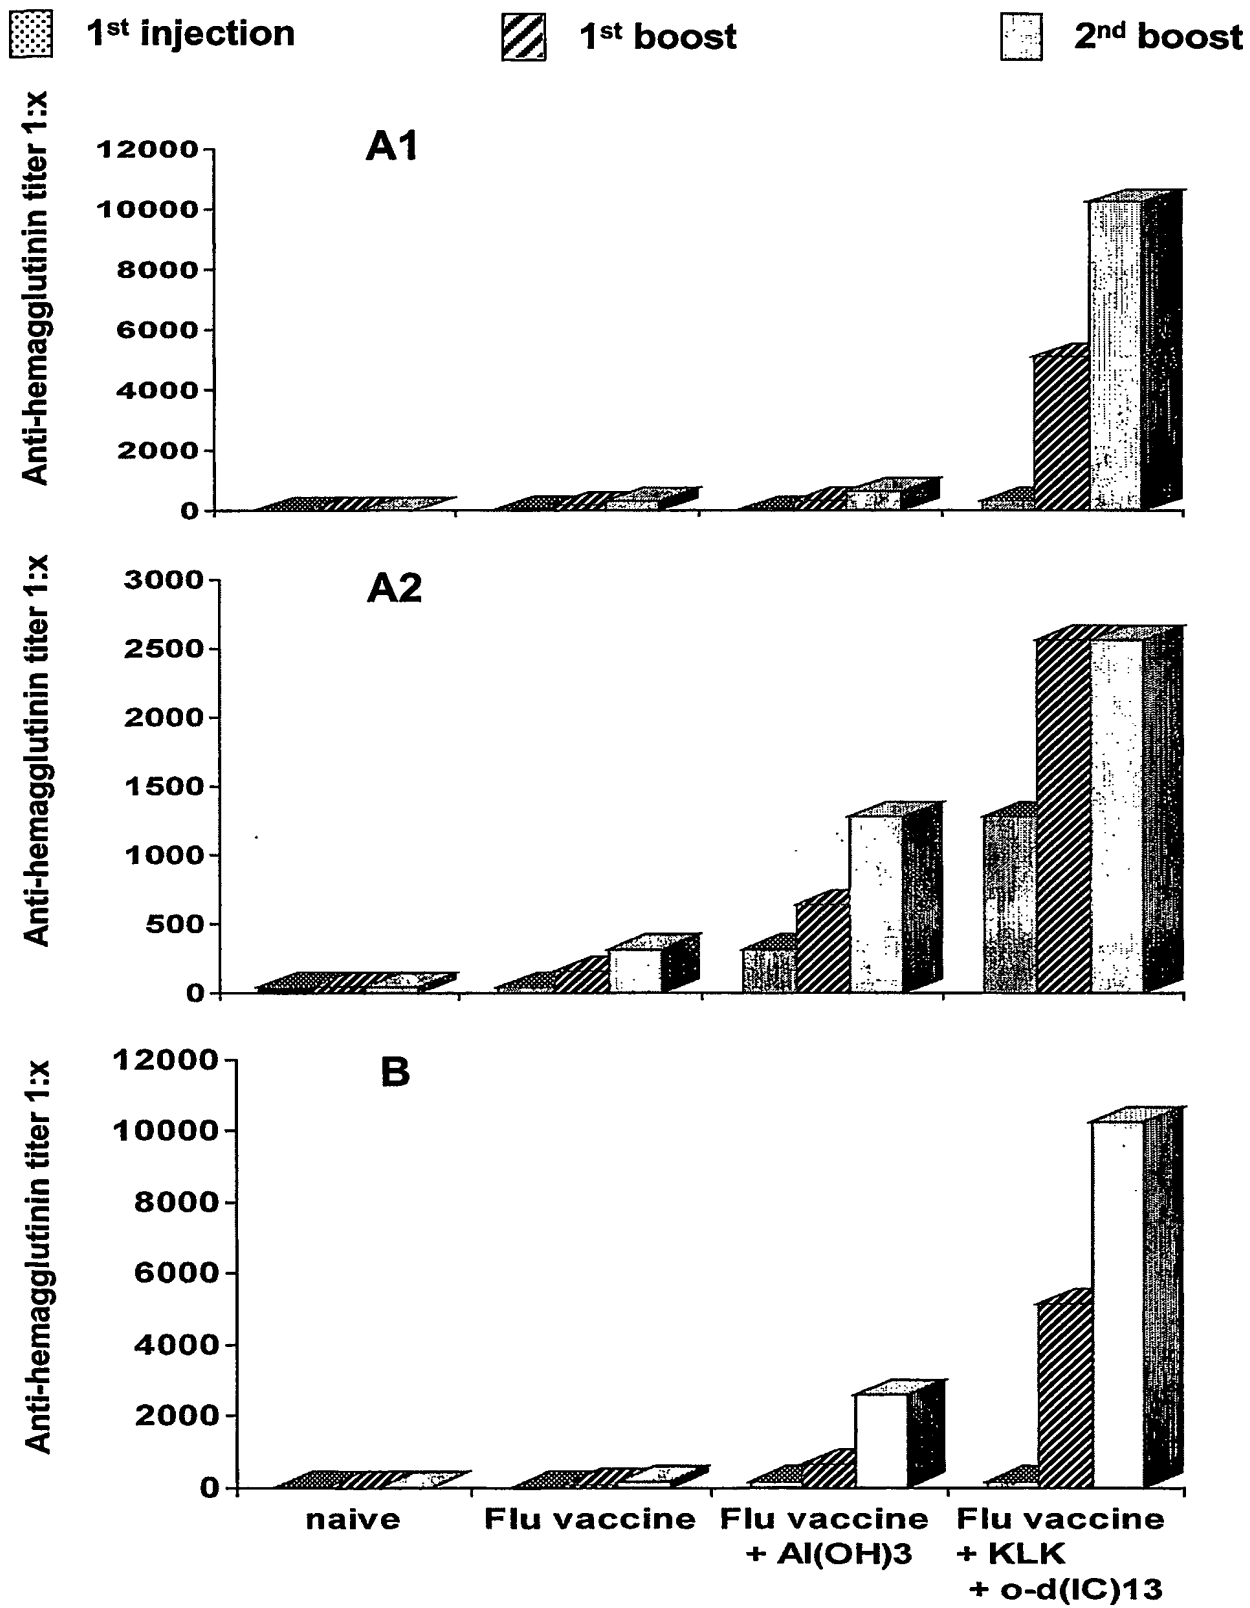 1st injection 1st boost 2nd boost
Anti-hemagglutinin titer 1:x
A1
12000
10000
8000
6000
4000
2000
0
Anti-hemagglutinin titer 1:x
A2
3000
2500
2000
1500
1000
500
0
Anti-hemagglutinin titer 1:x
B
12000
10000
8000
6000
4000
2000
0
naive Flu vaccine Flu vaccine Flu vaccine
+ Al(OH)3 + KLK
+ o-d(IC)13